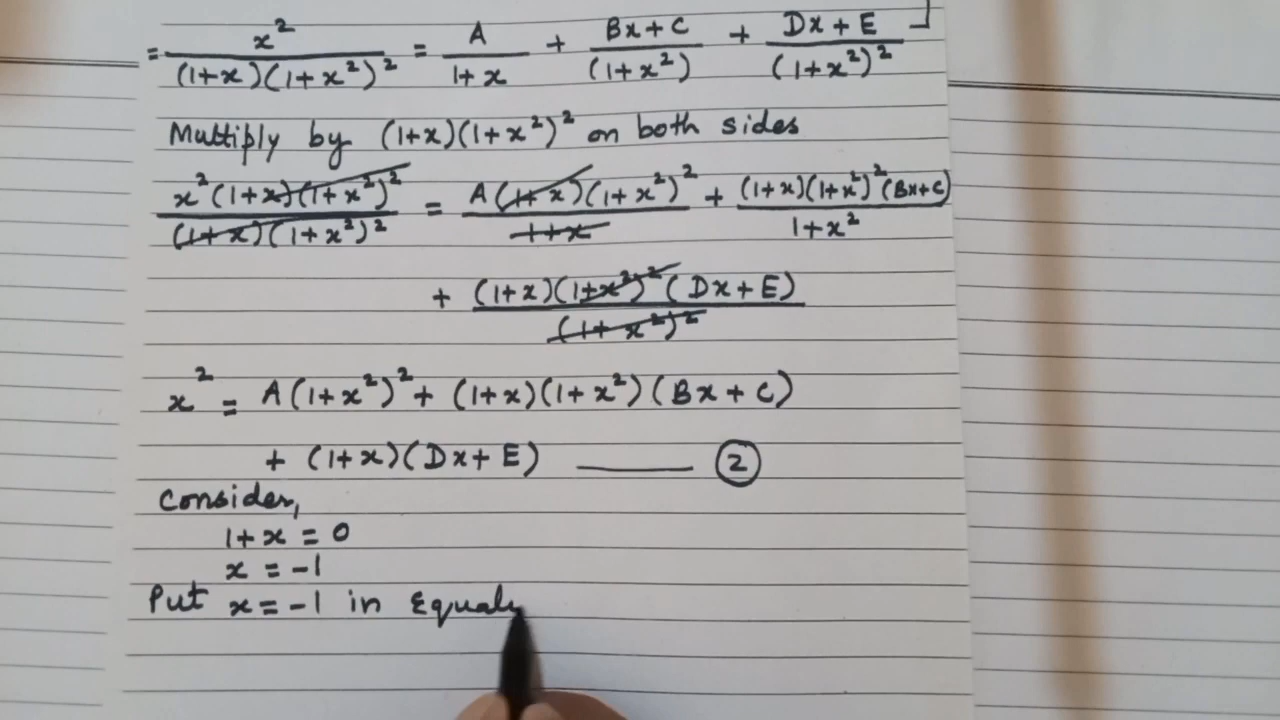 = x²/((1+x)(1+x²)²) = A/(1+x) + (Bx+C)/((1+x²)) + (Dx+E)/((1+x²)²) ]
Multiply by (1+x)(1+x²)² on both sides
x²(1+x)(1+x²)²/((1+x)(1+x²)²) = A(1+x)(1+x²)²/(1+x) + (1+x)(1+x²)²(Bx+C)/(1+x²)
+ (1+x)(1+x²)²(Dx+E)/((1+x²)²)
x² = A(1+x²)² + (1+x)(1+x²)(Bx+C)
+ (1+x)(Dx+E) ——— ②
Consider,
1+x = 0
x = -1
Put x = -1 in Equal